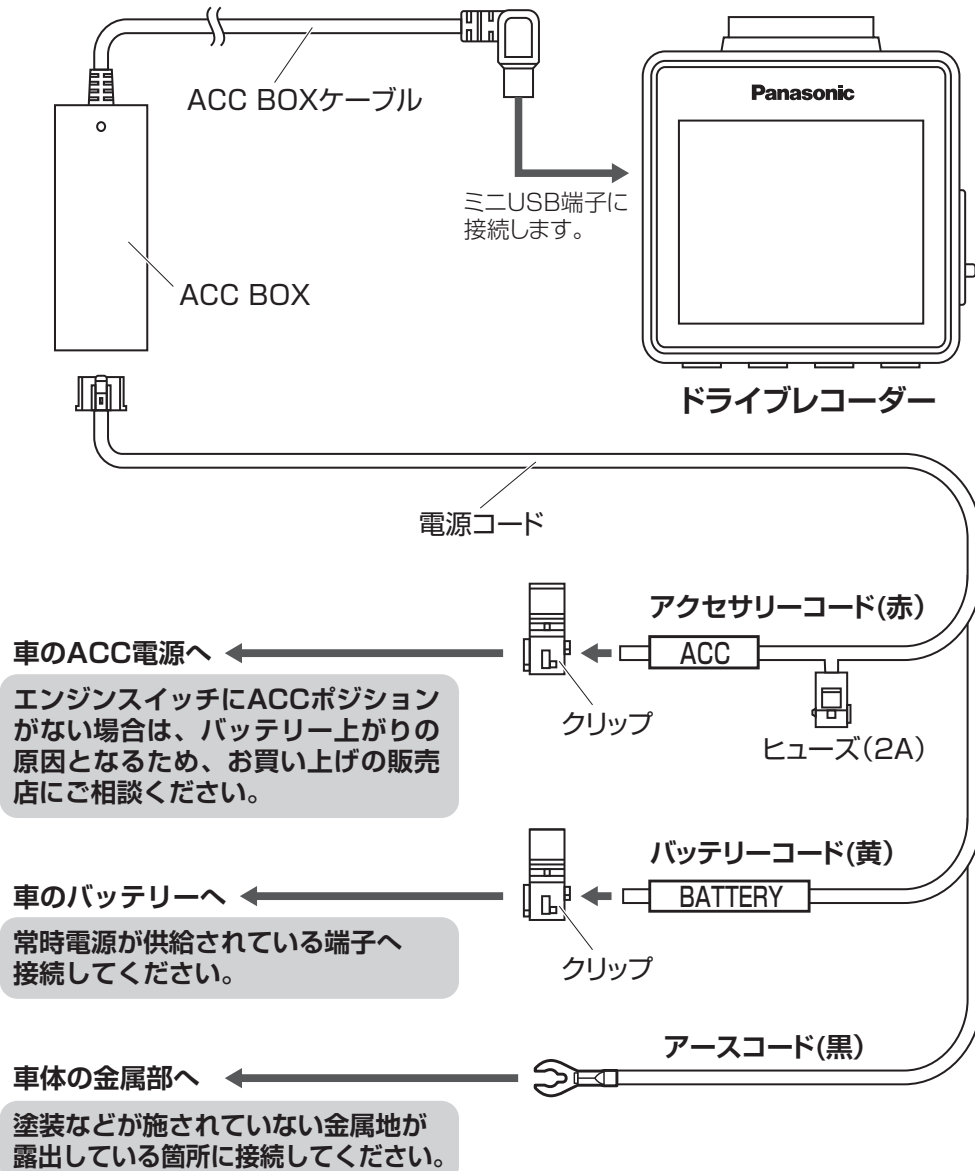 ACC BOXケーブル
Panasonic
ミニUSB端子に
接続します。
ACC BOX
ドライブレコーダー
電源コード
アクセサリーコード(赤)
車のACC電源へ
ACC
エンジンスイッチにACCポジション
がない場合は、バッテリー上がりの
原因となるため、お買い上げの販売
店にご相談ください。
クリップ
ヒューズ(2A)
バッテリーコード(黄)
車のバッテリーへ
BATTERY
常時電源が供給されている端子へ
接続してください。
クリップ
アースコード(黒)
車体の金属部へ
塗装などが施されていない金属地が
露出している箇所に接続してください。